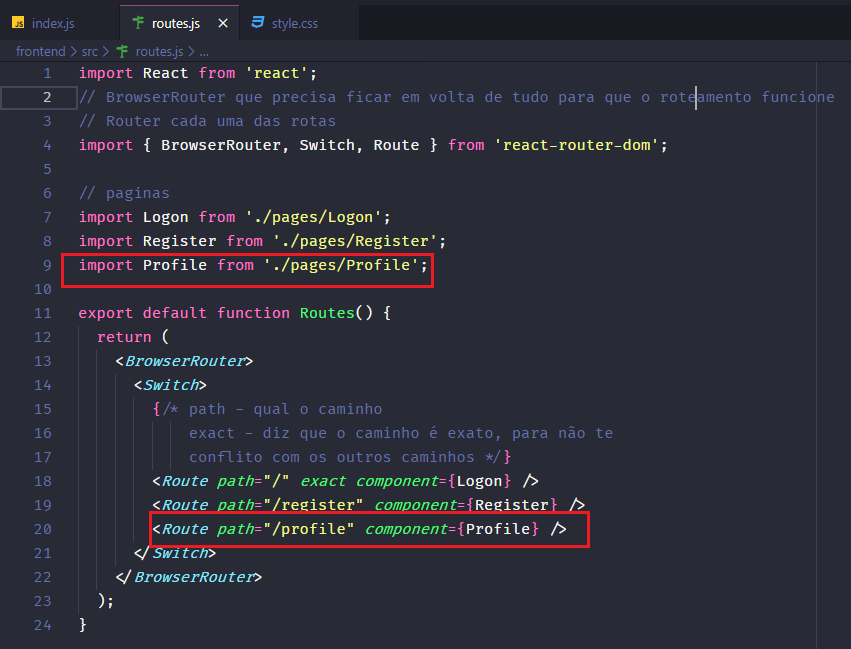 index.js
routes.js
style.css
frontend > src > routes.js > ...
1 import React from 'react';
2 // BrowserRouter que precisa ficar em volta de tudo para que o roteamento funcione
3 // Router cada uma das rotas
4 import { BrowserRouter, Switch, Route } from 'react-router-dom';
5
6 // paginas
7 import Logon from './pages/Logon';
8 import Register from './pages/Register';
9 import Profile from './pages/Profile';
10
11 export default function Routes() {
12 return (
13 <BrowserRouter>
14 <Switch>
15 {/* path - qual o caminho
16 exact - diz que o caminho é exato, para não te
17 conflito com os outros caminhos */}
18 <Route path="/" exact component={Logon} />
19 <Route path="/register" component={Register} />
20 <Route path="/profile" component={Profile} />
21 </Switch>
22 </BrowserRouter>
23 );
24 }